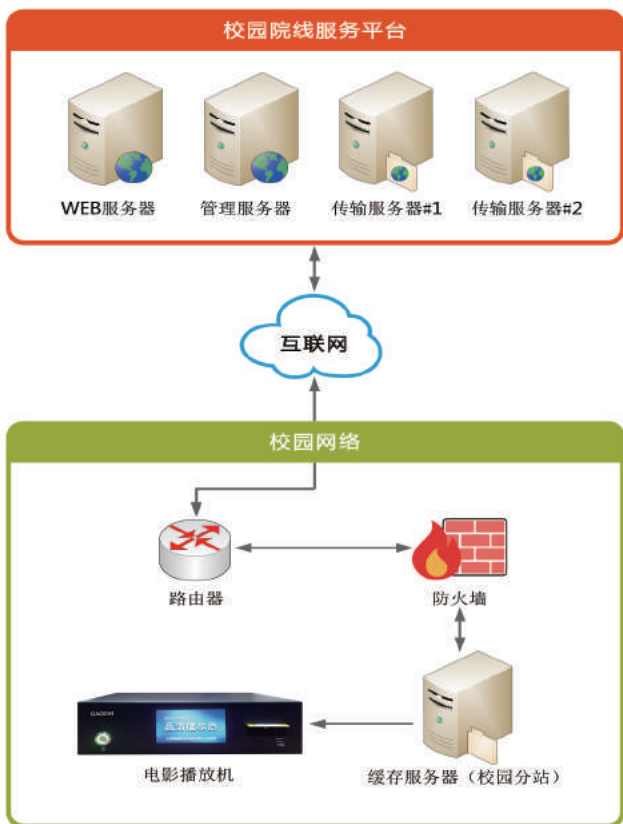 校园院线服务平台
WEB服务器
管理服务器
传输服务器#1
传输服务器#2
互联网
校园网络
路由器
防火墙
电影播放机
缓存服务器（校园分站）